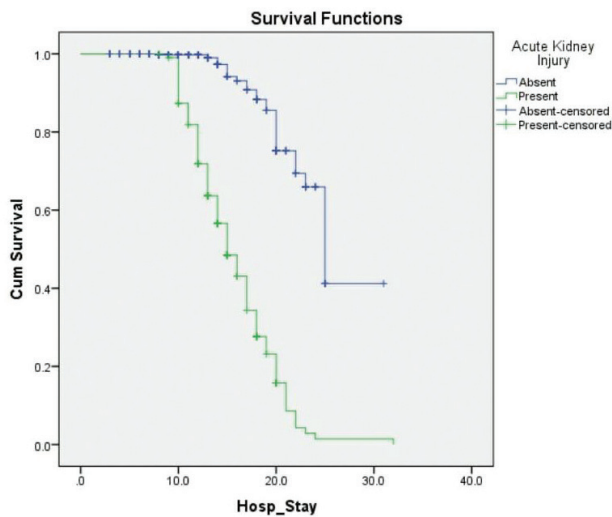 Survival Functions
Acute Kidney
Injury
Absent
Present
Absent-censored
Present-censored
Cum Survival
1.0
0.8
0.6
0.4
0.2
0.0
.0
10.0
20.0
30.0
40.0
Hosp_Stay